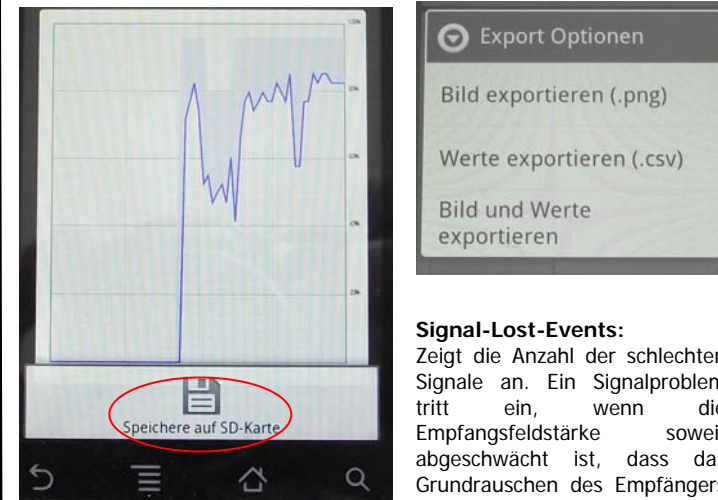 Speichere auf SD-Karte
Export Optionen
Bild exportieren (.png)
Werte exportieren (.csv)
Bild und Werte
exportieren
Signal-Lost-Events:
Zeigt die Anzahl der schlechten
Signale an. Ein Signalproblem
tritt ein, wenn die
Empfangsfeldstärke soweit
abgeschwächt ist, dass das
Grundrauschen des Empfängers